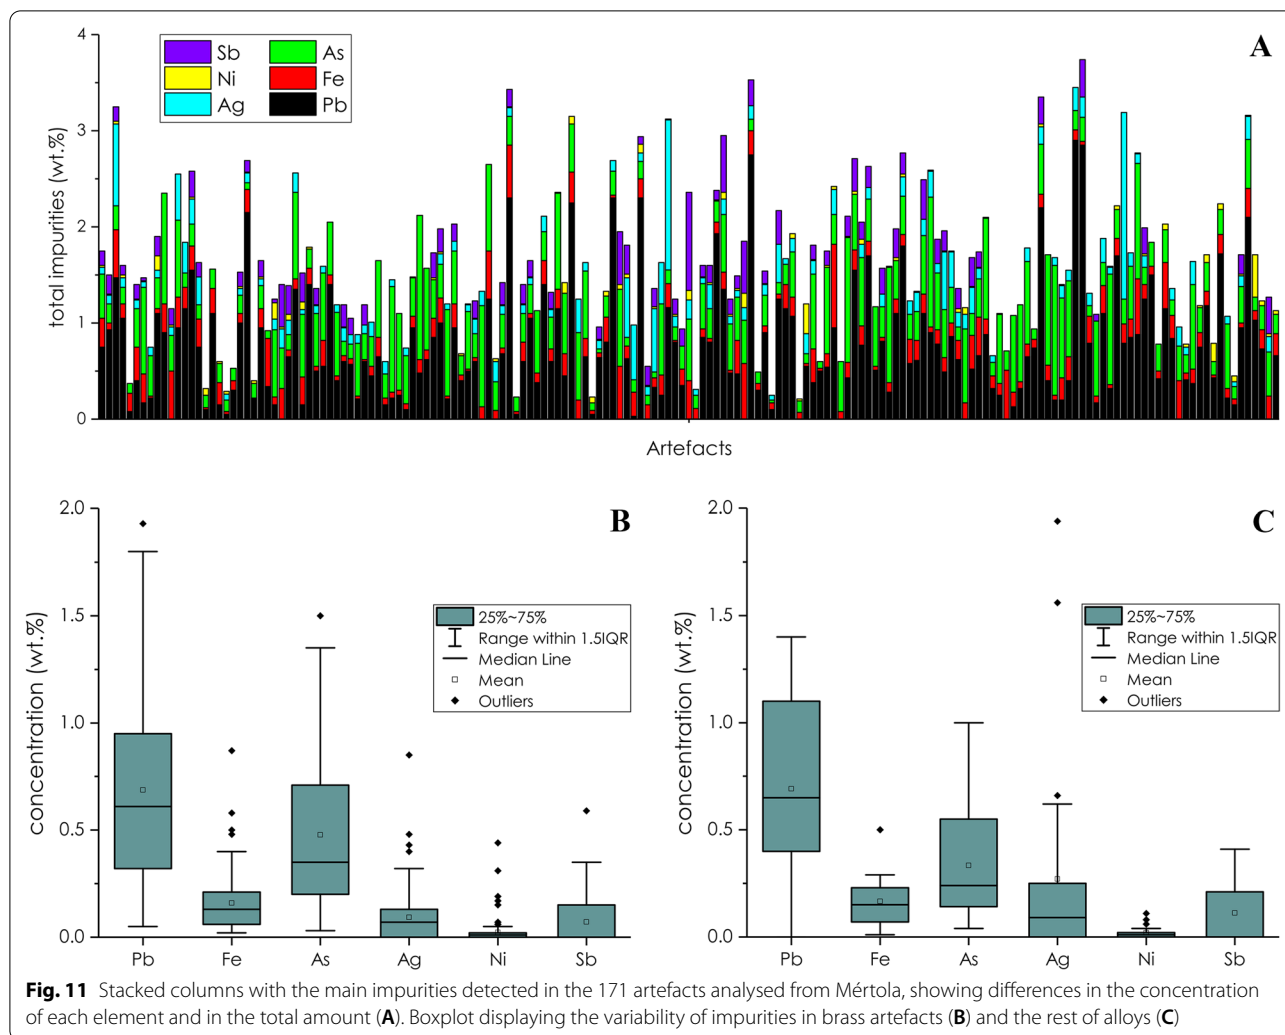 A
4
3
2
1
0
total impurities (wt.%)
Sb As
Ni Fe
Ag Pb
Artefacts
B
2.0
1.5
1.0
0.5
0.0
concentration (wt.%)
25%~75%
Range within 1.5IQR
Median Line
Mean
Outliers
Pb Fe As Ag Ni Sb
C
2.0
1.5
1.0
0.5
0.0
concentration (wt.%)
25%~75%
Range within 1.5IQR
Median Line
Mean
Outliers
Pb Fe As Ag Ni Sb
Fig. 11 Stacked columns with the main impurities detected in the 171 artefacts analysed from Mértola, showing differences in the concentration
of each element and in the total amount (A). Boxplot displaying the variability of impurities in brass artefacts (B) and the rest of alloys (C)